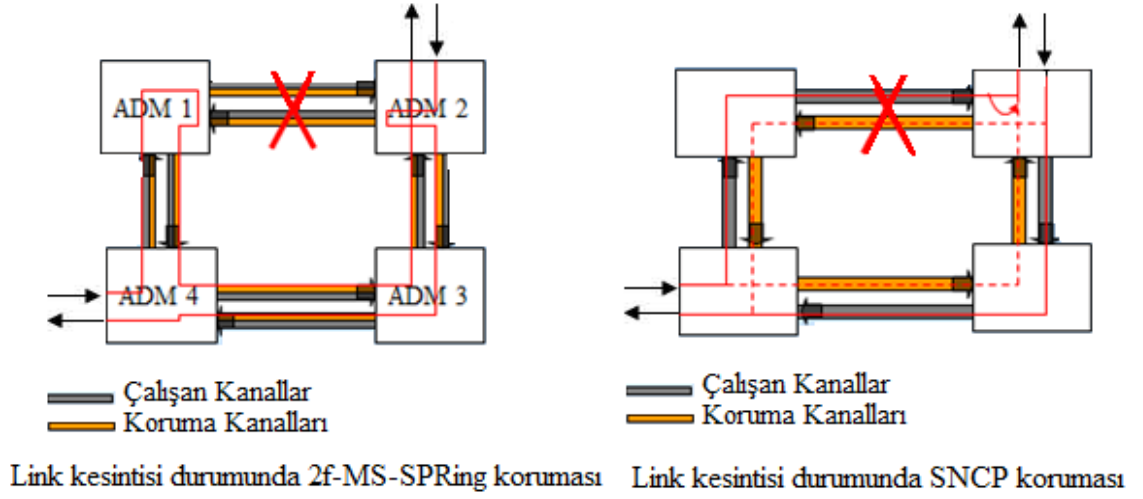 ADM 1
ADM 2
ADM 4
ADM 3
Çalışan Kanallar
Koruma Kanalları
Link kesintisi durumunda 2f-MS-SPRing koruması
Çalışan Kanallar
Koruma Kanalları
Link kesintisi durumunda SNCP koruması